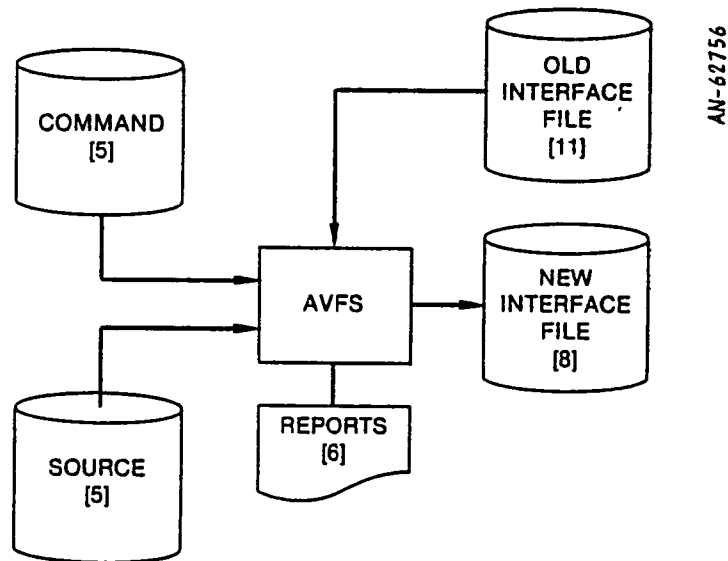 COMMAND
[5]
OLD
INTERFACE
FILE
[11]
AN-62756
AVFS
NEW
INTERFACE
FILE
[8]
SOURCE
[5]
REPORTS
[6]